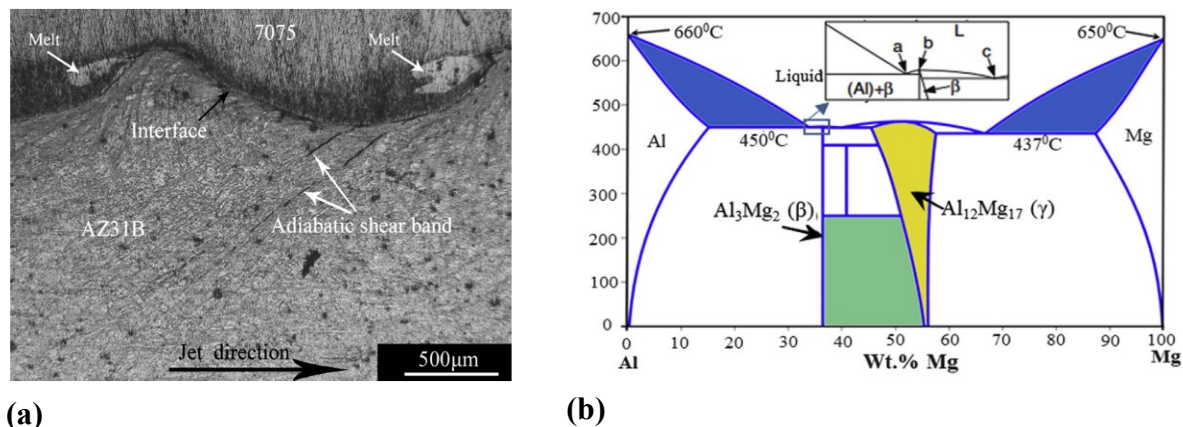 7075
Melt
Melt
Interface
Adiabatic shear band
AZ31B
Jet direction
500μm
(a)
700
600
500
400
300
200
100
0
660⁰C
650⁰C
L
a
b
c
(Al)+β
β
Liquid
Al
450⁰C
437⁰C
Mg
Al₃Mg₂ (β)
Al₁₂Mg₁₇ (γ)
0 10 20 30 40 50 60 70 80 90 100
Al Wt.% Mg Mg
(b)